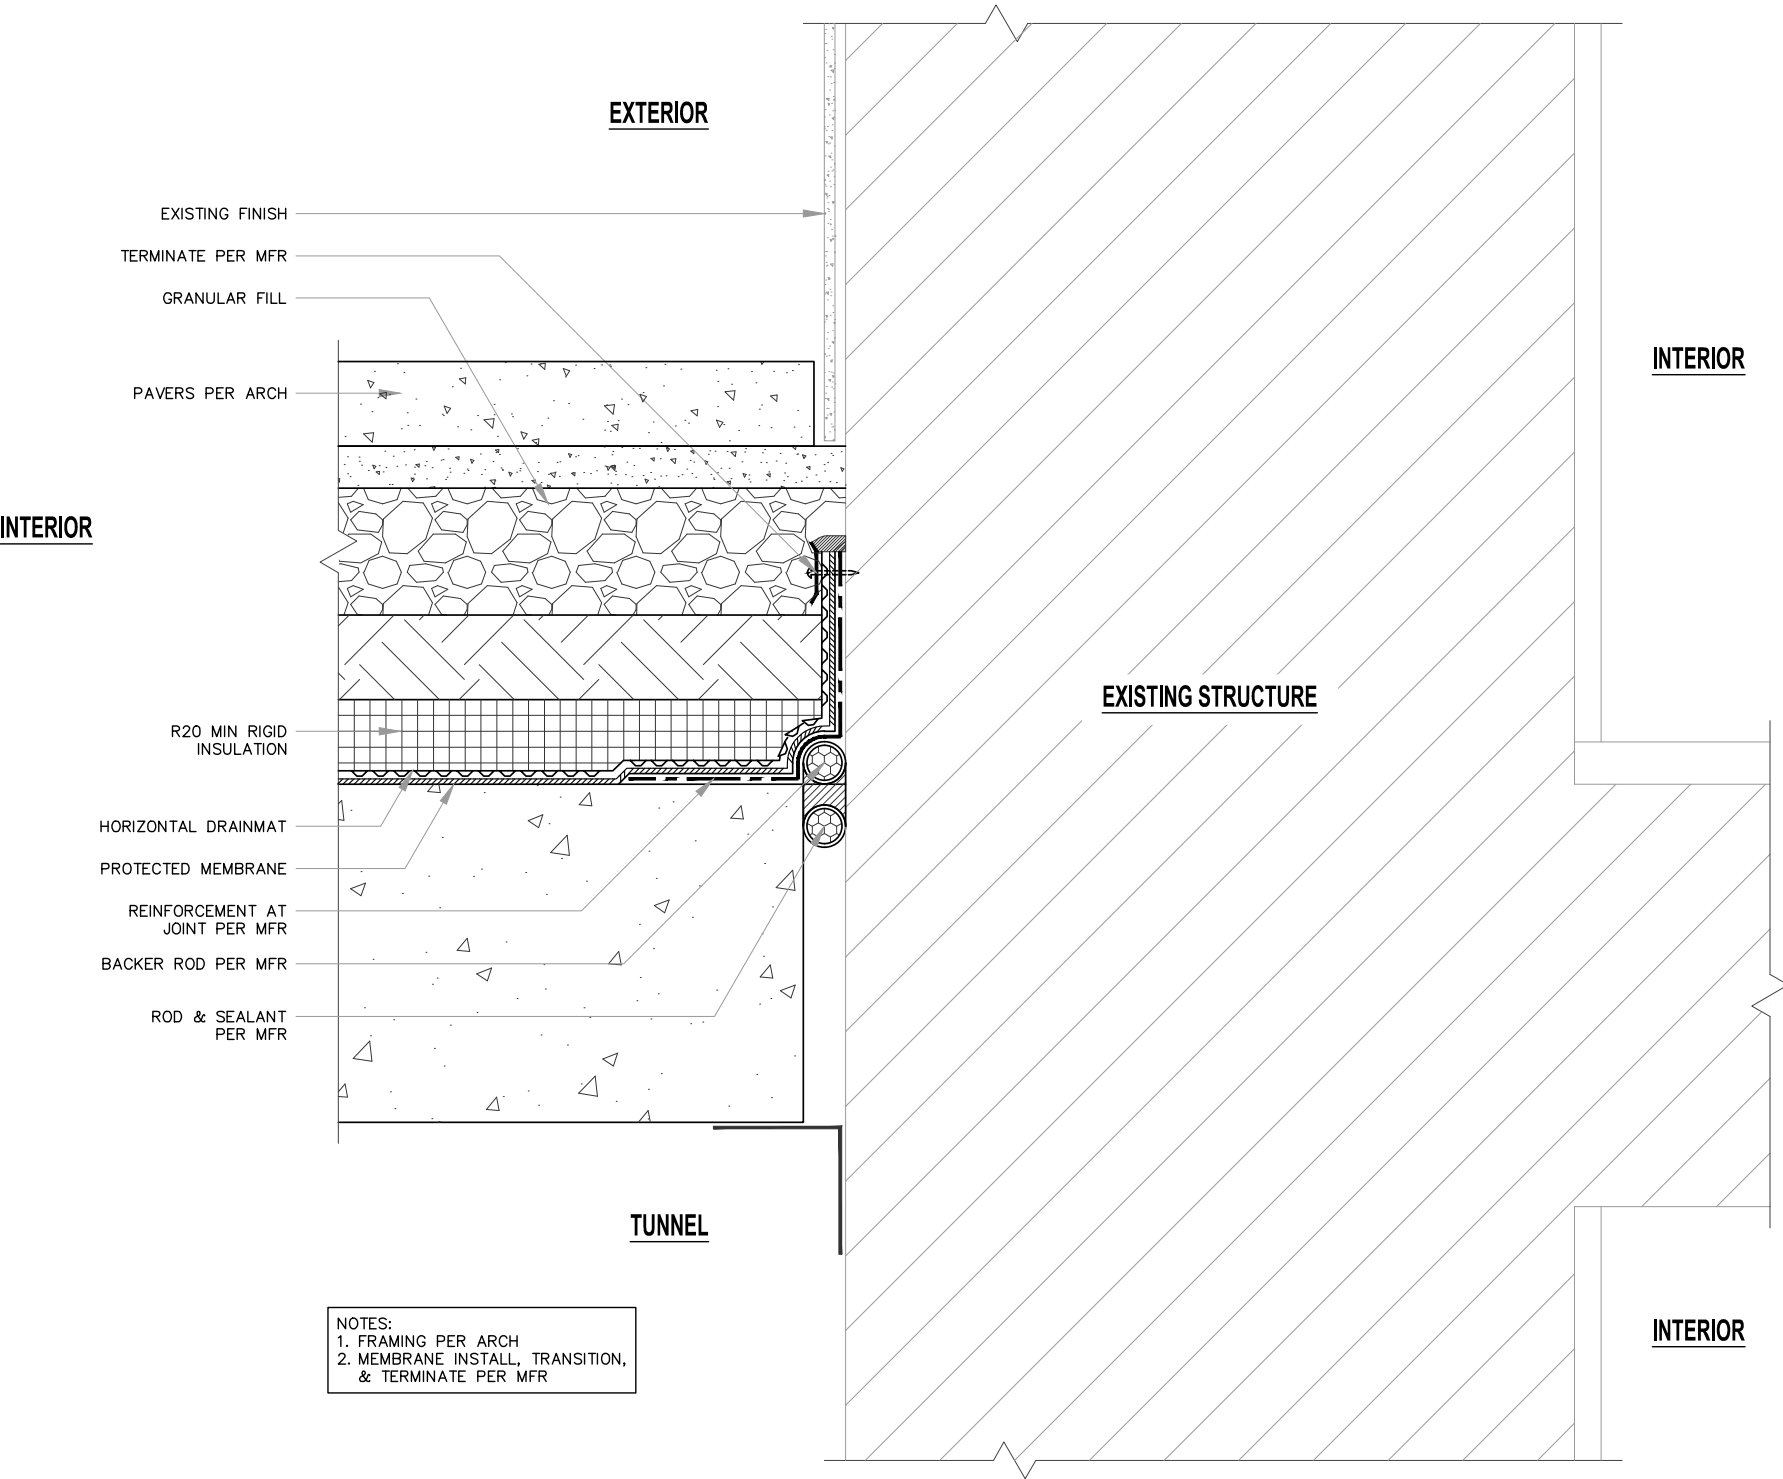 EXTERIOR
EXISTING FINISH
TERMINATE PER MFR
GRANULAR FILL
INTERIOR
PAVERS PER ARCH
INTERIOR
EXISTING STRUCTURE
R20 MIN RIGID
INSULATION
HORIZONTAL DRAINMAT
PROTECTED MEMBRANE
REINFORCEMENT AT
JOINT PER MFR
BACKER ROD PER MFR
ROD & SEALANT
PER MFR
TUNNEL
NOTES:
1. FRAMING PER ARCH
2. MEMBRANE INSTALL, TRANSITION,
& TERMINATE PER MFR
INTERIOR